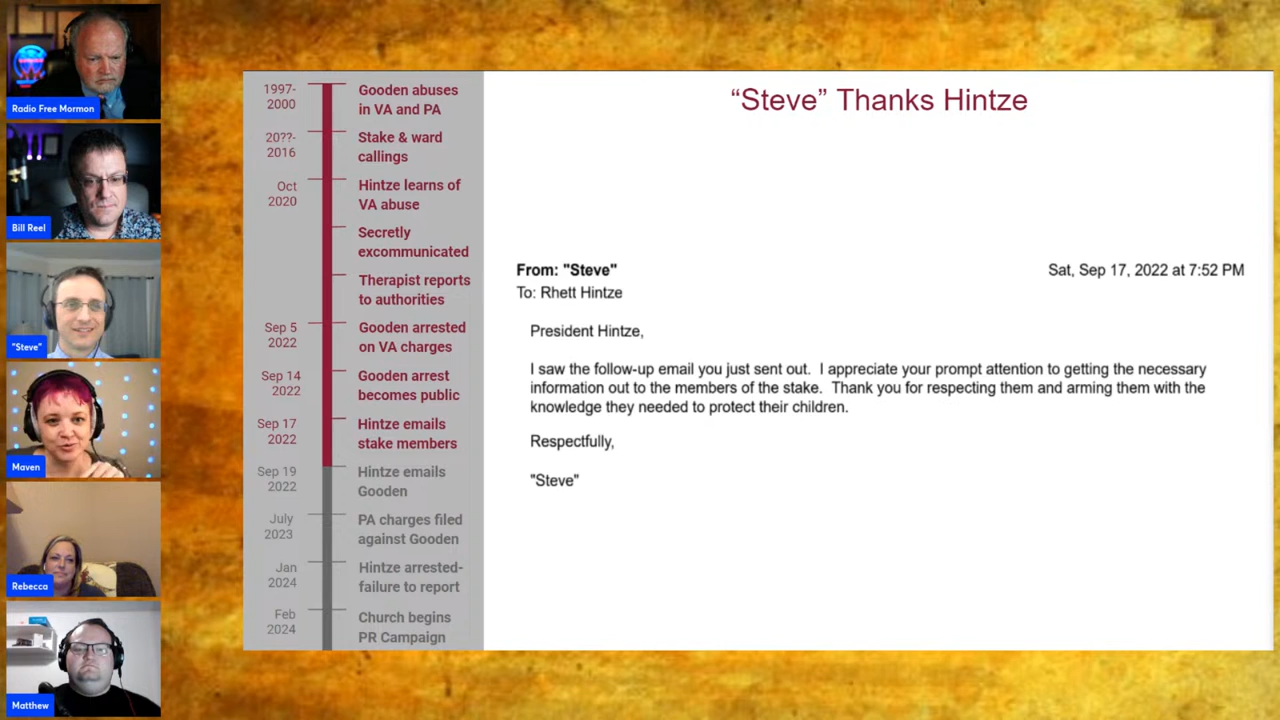 Radio Free Mormon
Bill Reel
"Steve"
Maven
Rebecca
Matthew
1997-
2000
Gooden abuses
in VA and PA
20??-
2016
Stake & ward
callings
Oct
2020
Hintze learns of
VA abuse
Secretly
excommunicated
Therapist reports
to authorities
Sep 5
2022
Gooden arrested
on VA charges
Sep 14
2022
Gooden arrest
becomes public
Sep 17
2022
Hintze emails
stake members
Sep 19
2022
Hintze emails
Gooden
July
2023
PA charges filed
against Gooden
Jan
2024
Hintze arrested-
failure to report
Feb
2024
Church begins
PR Campaign
“Steve” Thanks Hintze
From: "Steve" Sat, Sep 17, 2022 at 7:52 PM
To: Rhett Hintze
President Hintze,
I saw the follow-up email you just sent out. I appreciate your prompt attention to getting the necessary
information out to the members of the stake. Thank you for respecting them and arming them with the
knowledge they needed to protect their children.
Respectfully,
"Steve"